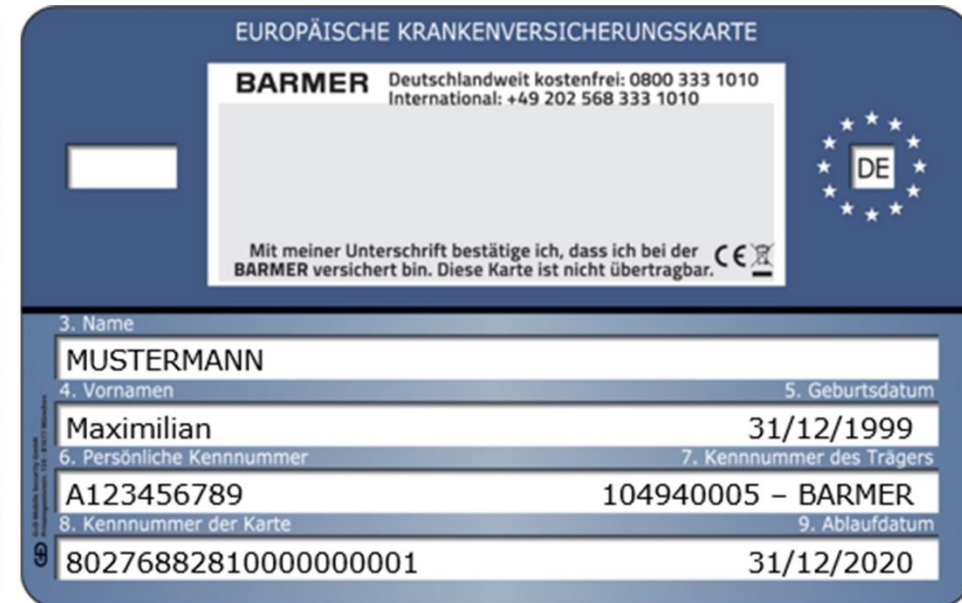 EUROPÄISCHE KRANKENVERSICHERUNGSKARTE
BARMER Deutschlandweit kostenfrei: 0800 333 1010
International: +49 202 568 333 1010
DE
Mit meiner Unterschrift bestätige ich, dass ich bei der
BARMER versichert bin. Diese Karte ist nicht übertragbar.
CE
3. Name
MUSTERMANN
4. Vornamen 5. Geburtsdatum
Maximilian 31/12/1999
6. Persönliche Kennnummer 7. Kennnummer des Trägers
A123456789 104940005 – BARMER
8. Kennnummer der Karte 9. Ablaufdatum
80276882810000000001 31/12/2020